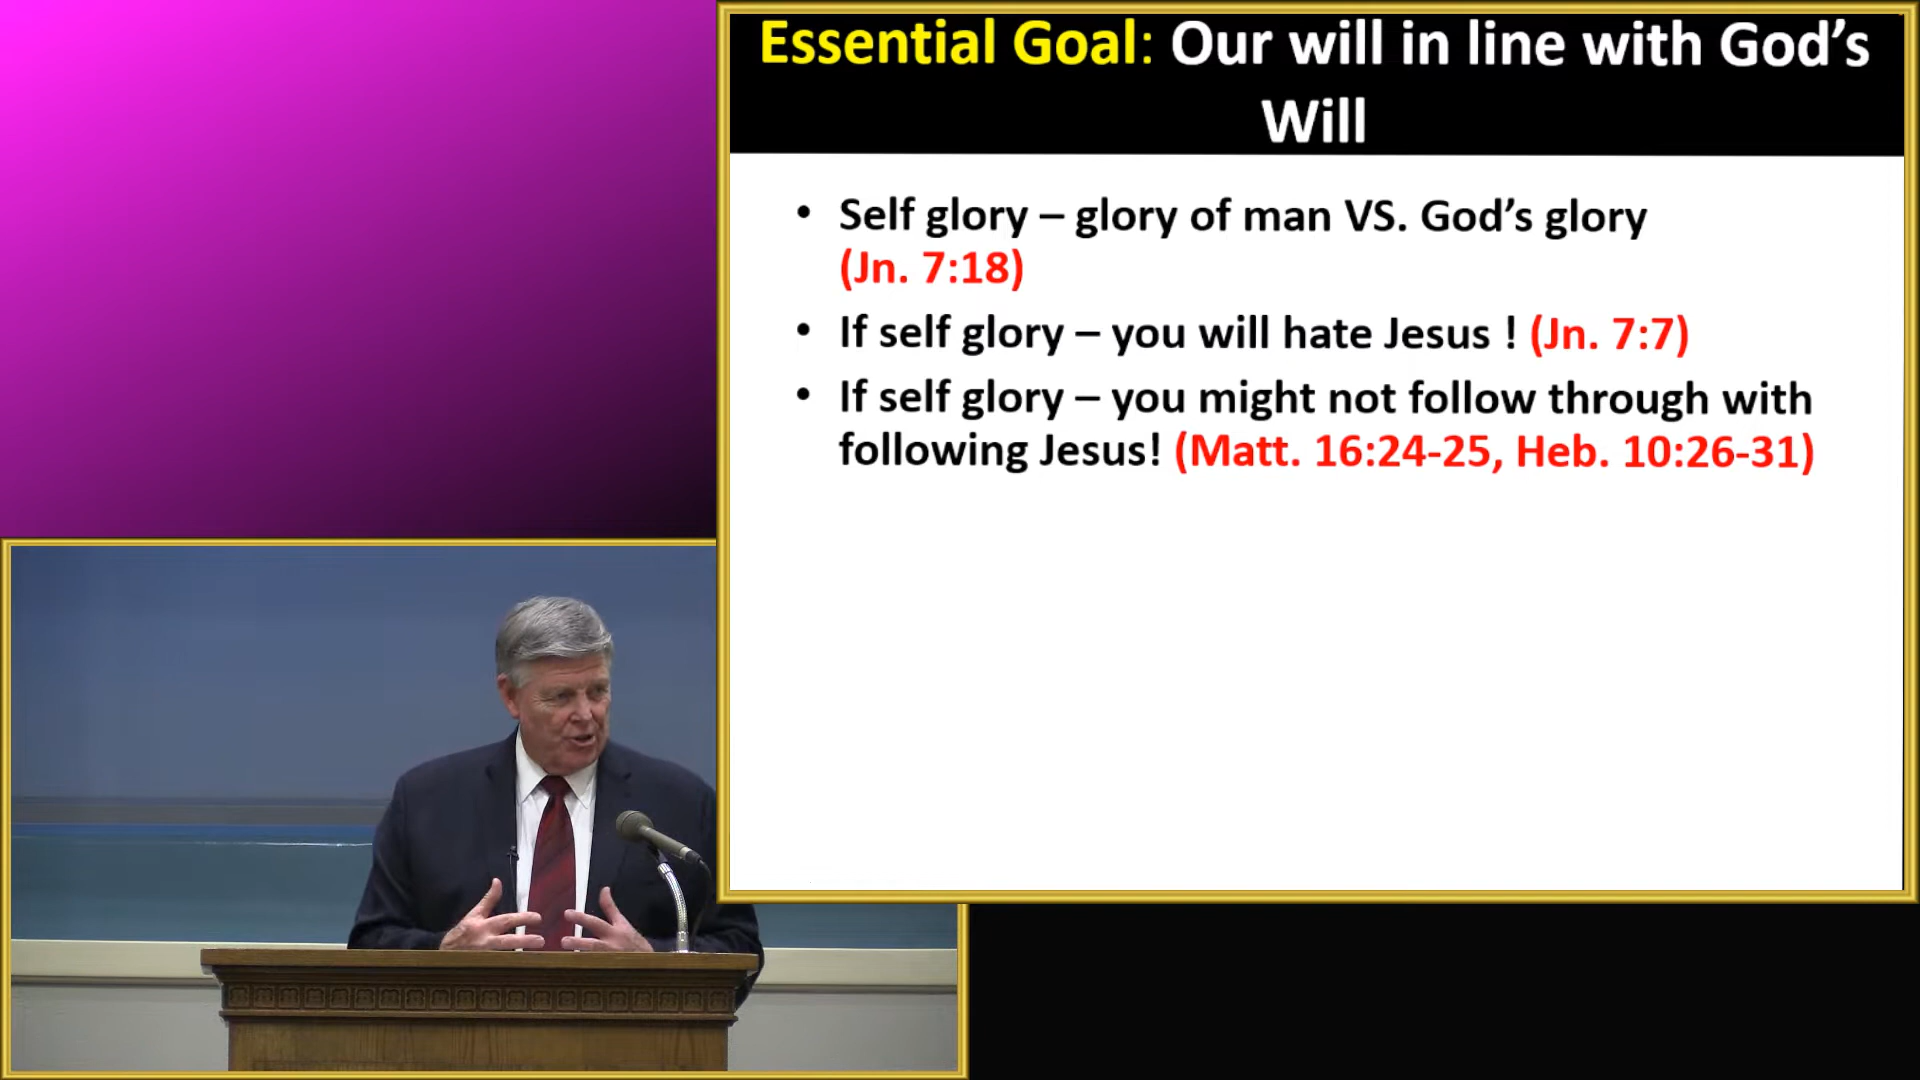 Essential Goal: Our will in line with God’s
Will
• Self glory – glory of man VS. God’s glory
(Jn. 7:18)
• If self glory – you will hate Jesus ! (Jn. 7:7)
• If self glory – you might not follow through with
following Jesus! (Matt. 16:24-25, Heb. 10:26-31)